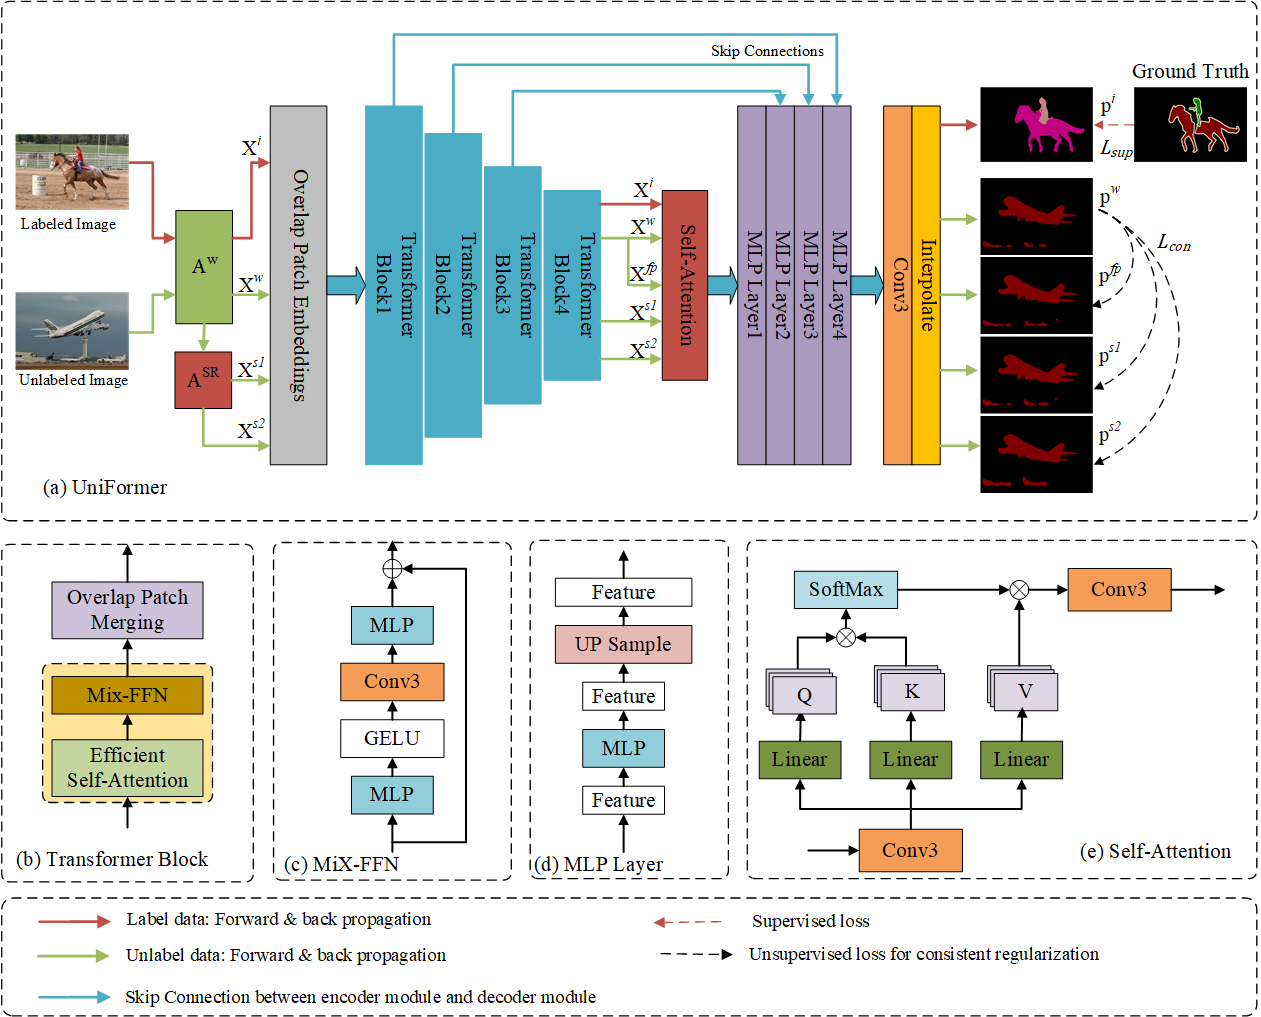 Skip Connections
Ground Truth
Labeled Image
Unlabeled Image
A^W
A^SR
X^i
X^w
X^s1
X^s2
Overlap Patch Embeddings
Transformer
Block1
Transformer
Block2
Transformer
Block3
Transformer
Block4
X^i
X^w
X^fp
X^s1
X^s2
Self-Attention
MLP Layer1
MLP Layer2
MLP Layer3
MLP Layer4
Conv3
Interpolate
p^i
L_sup
p^w
L_con
p^fp
p^s1
p^s2
(a) UniFormer
Overlap Patch
Merging
Mix-FFN
Efficient
Self-Attention
(b) Transformer Block
MLP
Conv3
GELU
MLP
(c) MiX-FFN
Feature
UP Sample
Feature
MLP
Feature
(d) MLP Layer
SoftMax
Conv3
Q
K
V
Linear
Linear
Linear
Conv3
(e) Self-Attention
Label data: Forward & back propagation
Supervised loss
Unlabel data: Forward & back propagation
Unsupervised loss for consistent regularization
Skip Connection between encoder module and decoder module